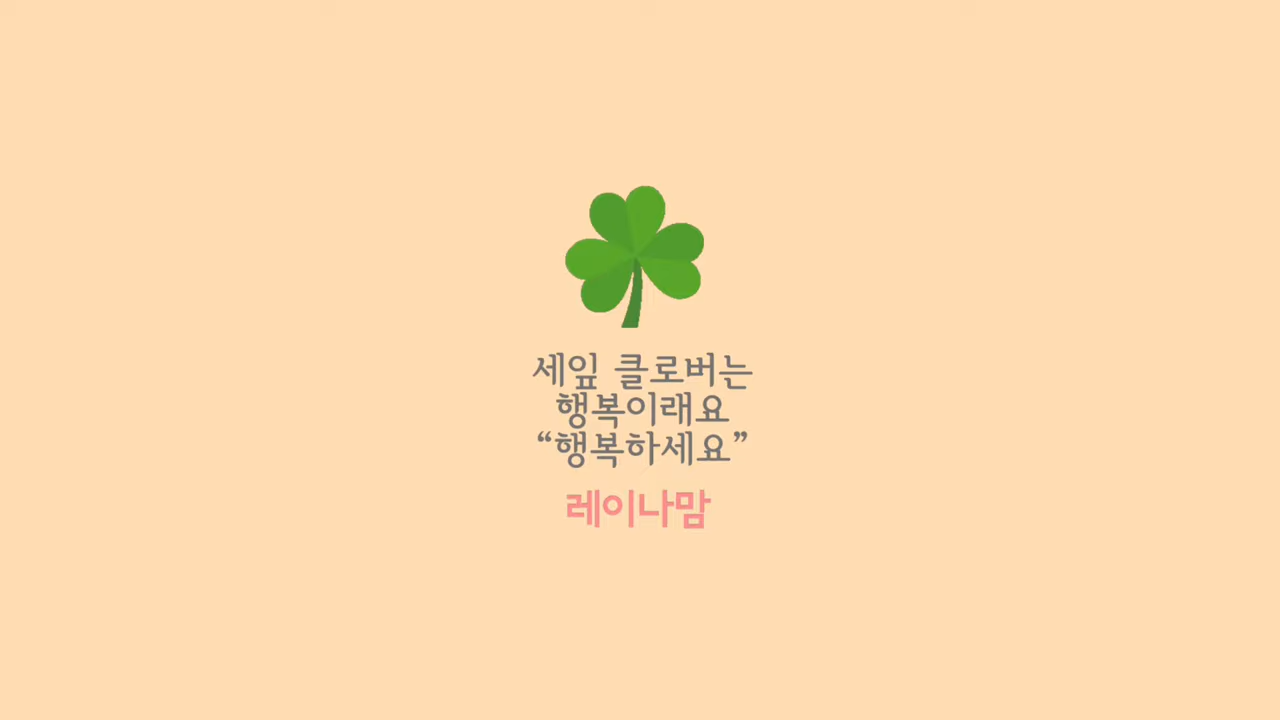 세잎 클로버는
행복이래요
“행복하세요”
레이나맘